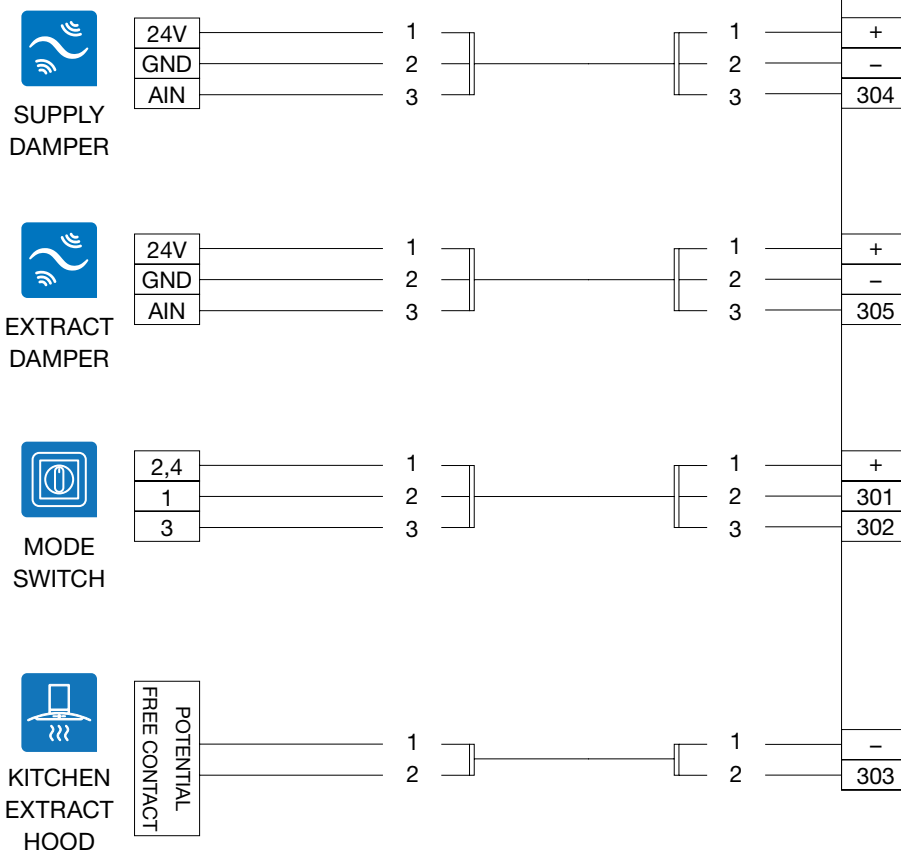 SUPPLY
DAMPER
24V 1 1 +
GND 2 2 –
AIN 3 3 304
EXTRACT
DAMPER
24V 1 1 +
GND 2 2 –
AIN 3 3 305
MODE
SWITCH
2,4 1 1 +
1 2 2 301
3 3 3 302
KITCHEN
EXTRACT
HOOD
POTENTIAL
FREE CONTACT
1 1 –
2 2 303